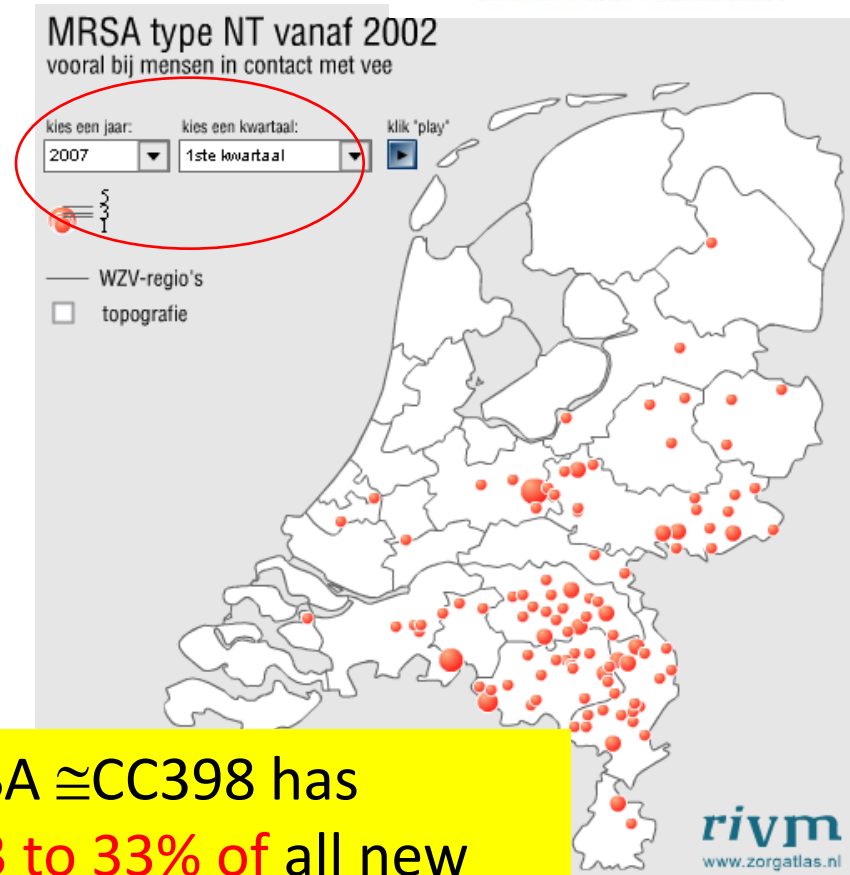 MRSA type NT vanaf 2002
vooral bij mensen in contact met vee
kies een jaar: kies een kwartaal: klik "play"
2007 1ste kwartaal
5
3
1
WZV-regio's
topografie
≅CC398 has
to 33% of all new
rivm
www.zorgatlas.nl